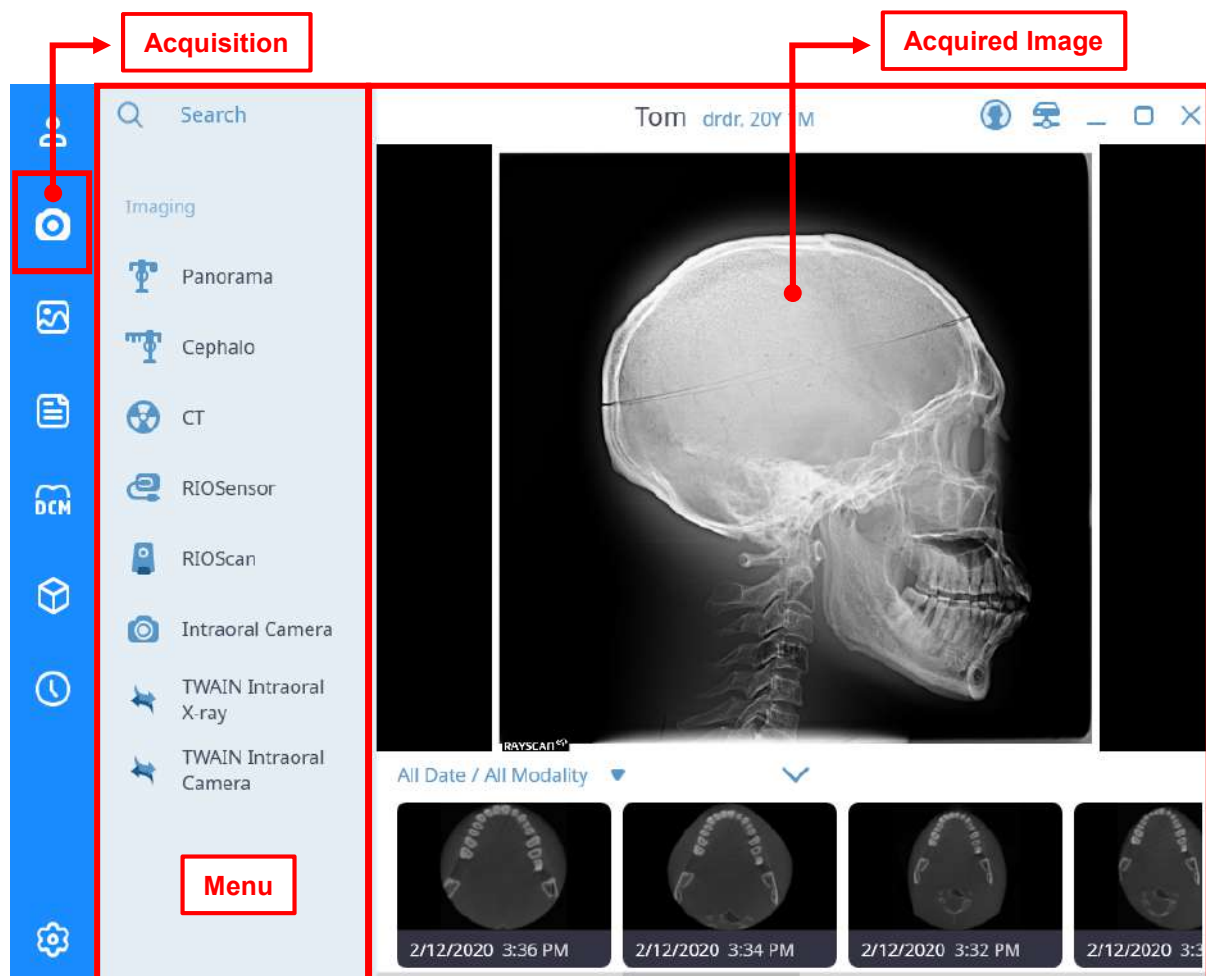 Acquisition
Acquired Image
Search
Tom drdr, 20Y 1M
Imaging
Panorama
Cephalo
CT
RIOSensor
RIOScan
Intraoral Camera
TWAIN Intraoral
X-ray
TWAIN Intraoral
Camera
Menu
DCM
RAYSCAN
All Date / All Modality
2/12/2020 3:36 PM
2/12/2020 3:34 PM
2/12/2020 3:32 PM
2/12/2020